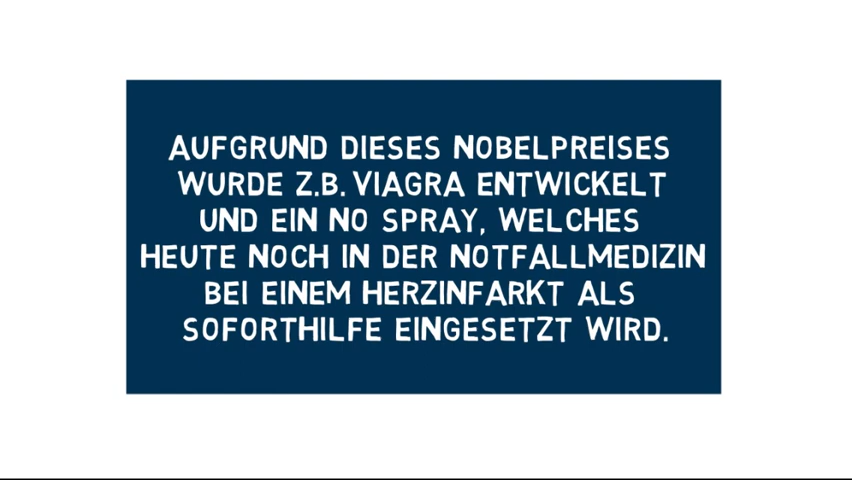 AUFGRUND DIESES NOBELPREISES
WURDE Z.B. VIAGRA ENTWICKELT
UND EIN NO SPRAY, WELCHES
HEUTE NOCH IN DER NOTFALLMEDIZIN
BEI EINEM HERZINFARKT ALS
SOFORTHILFE EINGESETZT WIRD.